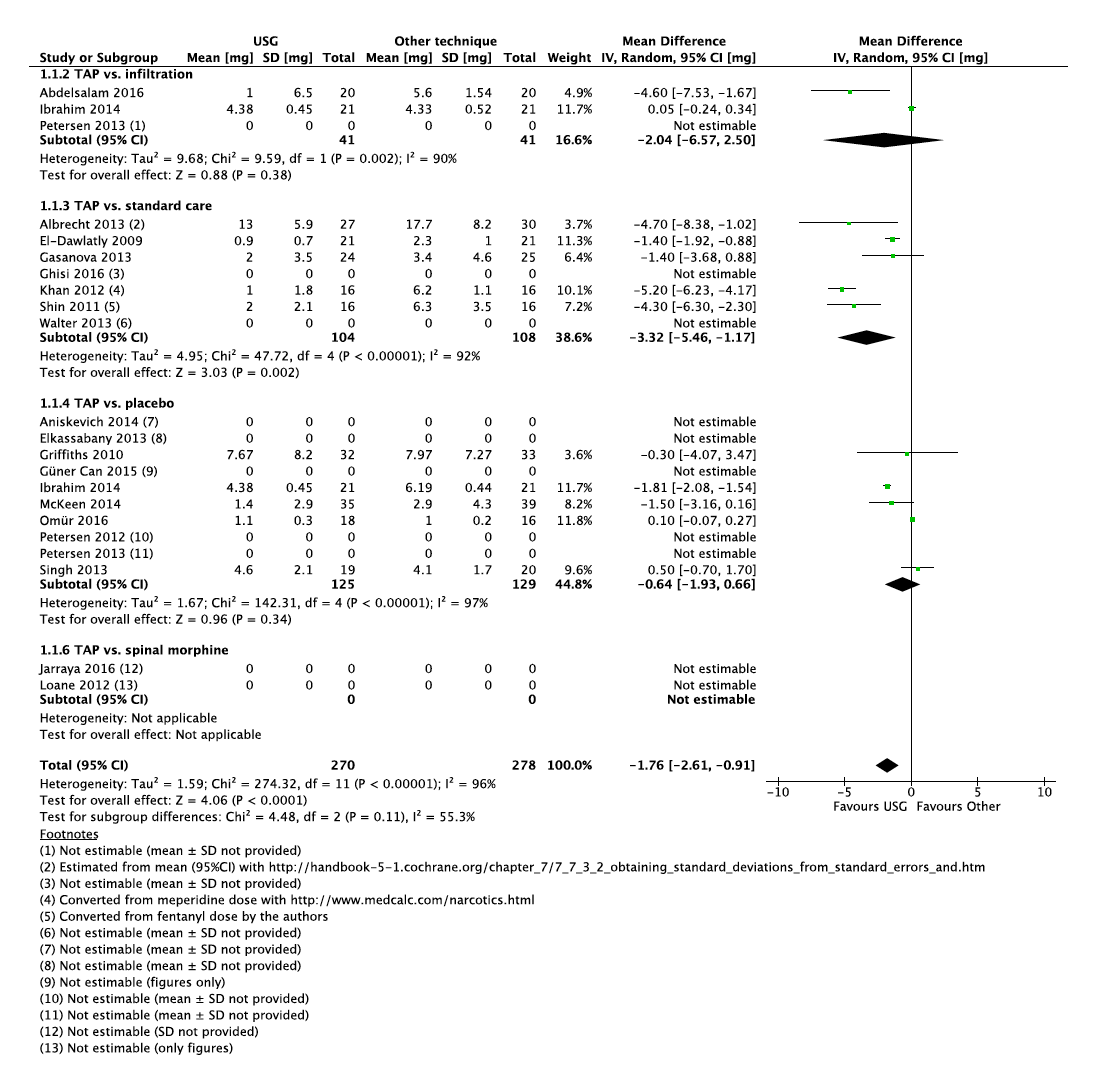 USG Other technique Mean Difference Mean Difference
Study or Subgroup Mean [mg] SD [mg] Total Mean [mg] SD [mg] Total Weight IV, Random, 95% CI [mg] IV, Random, 95% CI [mg]
1.1.2 TAP vs. infiltration
Abdelsalam 2016 1 6.5 20 5.6 1.54 20 4.9% -4.60 [-7.53, -1.67]
Ibrahim 2014 4.38 0.45 21 4.33 0.52 21 11.7% 0.05 [-0.24, 0.34]
Petersen 2013 (1) 0 0 0 0 0 0 Not estimable
Subtotal (95% CI) 41 41 16.6% -2.04 [-6.57, 2.50]
Heterogeneity: Tau² = 9.68; Chi² = 9.59, df = 1 (P = 0.002); I² = 90%
Test for overall effect: Z = 0.88 (P = 0.38)
1.1.3 TAP vs. standard care
Albrecht 2013 (2) 13 5.9 27 17.7 8.2 30 3.7% -4.70 [-8.38, -1.02]
El-Dawlatly 2009 0.9 0.7 21 2.3 1 21 11.3% -1.40 [-1.92, -0.88]
Gasanova 2013 2 3.5 24 3.4 4.6 25 6.4% -1.40 [-3.68, 0.88]
Ghisi 2016 (3) 0 0 0 0 0 0 Not estimable
Khan 2012 (4) 1 1.8 16 6.2 1.1 16 10.1% -5.20 [-6.23, -4.17]
Shin 2011 (5) 2 2.1 16 6.3 3.5 16 7.2% -4.30 [-6.30, -2.30]
Walter 2013 (6) 0 0 0 0 0 0 Not estimable
Subtotal (95% CI) 104 108 38.6% -3.32 [-5.46, -1.17]
Heterogeneity: Tau² = 4.95; Chi² = 47.72, df = 4 (P < 0.00001); I² = 92%
Test for overall effect: Z = 3.03 (P = 0.002)
1.1.4 TAP vs. placebo
Aniskevich 2014 (7) 0 0 0 0 0 0 Not estimable
Elkassabany 2013 (8) 0 0 0 0 0 0 Not estimable
Griffiths 2010 7.67 8.2 32 7.97 7.27 33 3.6% -0.30 [-4.07, 3.47]
Güner Can 2015 (9) 0 0 0 0 0 0 Not estimable
Ibrahim 2014 4.38 0.45 21 6.19 0.44 21 11.7% -1.81 [-2.08, -1.54]
McKeen 2014 1.4 2.9 35 2.9 4.3 39 8.2% -1.50 [-3.16, 0.16]
Omür 2016 1.1 0.3 18 1 0.2 16 11.8% 0.10 [-0.07, 0.27]
Petersen 2012 (10) 0 0 0 0 0 0 Not estimable
Petersen 2013 (11) 0 0 0 0 0 0 Not estimable
Singh 2013 4.6 2.1 19 4.1 1.7 20 9.6% 0.50 [-0.70, 1.70]
Subtotal (95% CI) 125 129 44.8% -0.64 [-1.93, 0.66]
Heterogeneity: Tau² = 1.67; Chi² = 142.31, df = 4 (P < 0.00001); I² = 97%
Test for overall effect: Z = 0.96 (P = 0.34)
1.1.6 TAP vs. spinal morphine
Jarraya 2016 (12) 0 0 0 0 0 0 Not estimable
Loane 2012 (13) 0 0 0 0 0 0 Not estimable
Subtotal (95% CI) 0 0 Not estimable
Heterogeneity: Not applicable
Test for overall effect: Not applicable
Total (95% CI) 270 278 100.0% -1.76 [-2.61, -0.91]
Heterogeneity: Tau² = 1.59; Chi² = 274.32, df = 11 (P < 0.00001); I² = 96%
Test for overall effect: Z = 4.06 (P < 0.0001)
Test for subgroup differences: Chi² = 4.48, df = 2 (P = 0.11), I² = 55.3%
-10 -5 0 5 10
Favours USG Favours Other
Footnotes
(1) Not estimable (mean ± SD not provided)
(2) Estimated from mean (95%CI) with http://handbook-5-1.cochrane.org/chapter_7/7_7_3_2_obtaining_standard_deviations_from_standard_errors_and.htm
(3) Not estimable (mean ± SD not provided)
(4) Converted from meperidine dose with http://www.medcalc.com/narcotics.html
(5) Converted from fentanyl dose by the authors
(6) Not estimable (mean ± SD not provided)
(7) Not estimable (mean ± SD not provided)
(8) Not estimable (mean ± SD not provided)
(9) Not estimable (figures only)
(10) Not estimable (mean ± SD not provided)
(11) Not estimable (mean ± SD not provided)
(12) Not estimable (SD not provided)
(13) Not estimable (only figures)